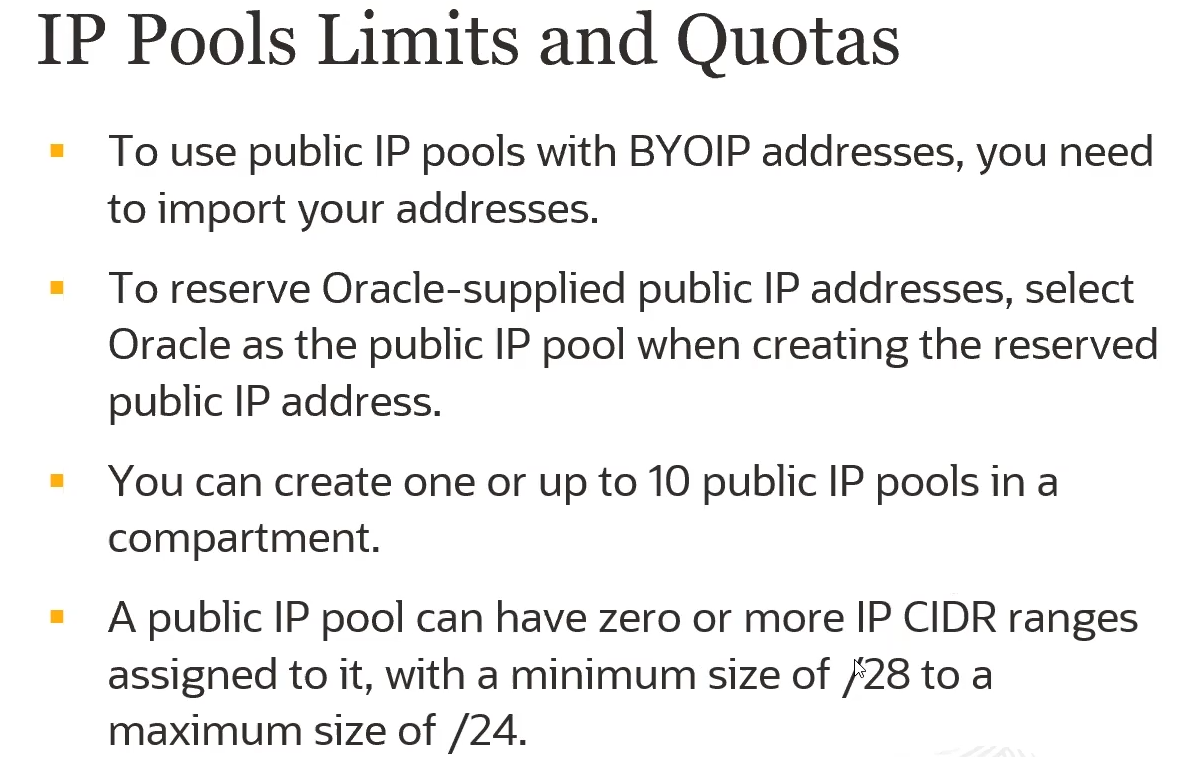 IP Pools Limits and Quotas
To use public IP pools with BYOIP addresses, you need
to import your addresses.
To reserve Oracle-supplied public IP addresses, select
Oracle as the public IP pool when creating the reserved
public IP address.
You can create one or up to 10 public IP pools in a
compartment.
A public IP pool can have zero or more IP CIDR ranges
assigned to it, with a minimum size of /28 to a
maximum size of /24.